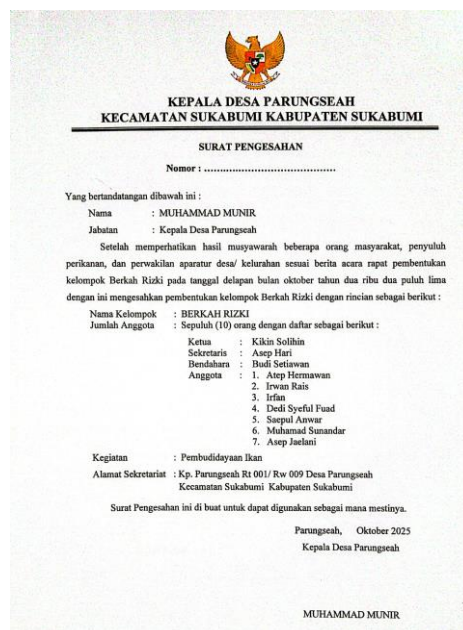 KEPALA DESA PARUNGSEAH
KECAMATAN SUKABUMI KABUPATEN SUKABUMI
SURAT PENGESAHAN
Nomor : ..........................................
Yang bertandatangan dibawah ini :
Nama : MUHAMMAD MUNIR
Jabatan : Kepala Desa Parungseah
Setelah memperhatikan hasil musyawarah beberapa orang masyarakat, penyuluh
perikanan, dan perwakilan aparatur desa/ kelurahan sesuai berita acara rapat pembentukan
kelompok Berkah Rizki pada tanggal delapan bulan oktober tahun dua ribu dua puluh lima
dengan ini mengesahkan pembentukan kelompok Berkah Rizki dengan rincian sebagai berikut :
Nama Kelompok : BERKAH RIZKI
Jumlah Anggota : Sepuluh (10) orang dengan daftar sebagai berikut :
Ketua : Kikin Solihin
Sekretaris : Asep Hari
Bendahara : Budi Setiawan
Anggota : 1. Atep Hermawan
2. Irwan Rais
3. Irfan
4. Dedi Syeful Fuad
5. Saepul Anwar
6. Muhamad Sunandar
7. Asep Jaelani
Kegiatan : Pembudidayaan Ikan
Alamat Sekretariat : Kp. Parungseah Rt 001/ Rw 009 Desa Parungseah
Kecamatan Sukabumi Kabupaten Sukabumi
Surat Pengesahan ini di buat untuk dapat digunakan sebagai mana mestinya.
Parungseah, Oktober 2025
Kepala Desa Parungseah
MUHAMMAD MUNIR